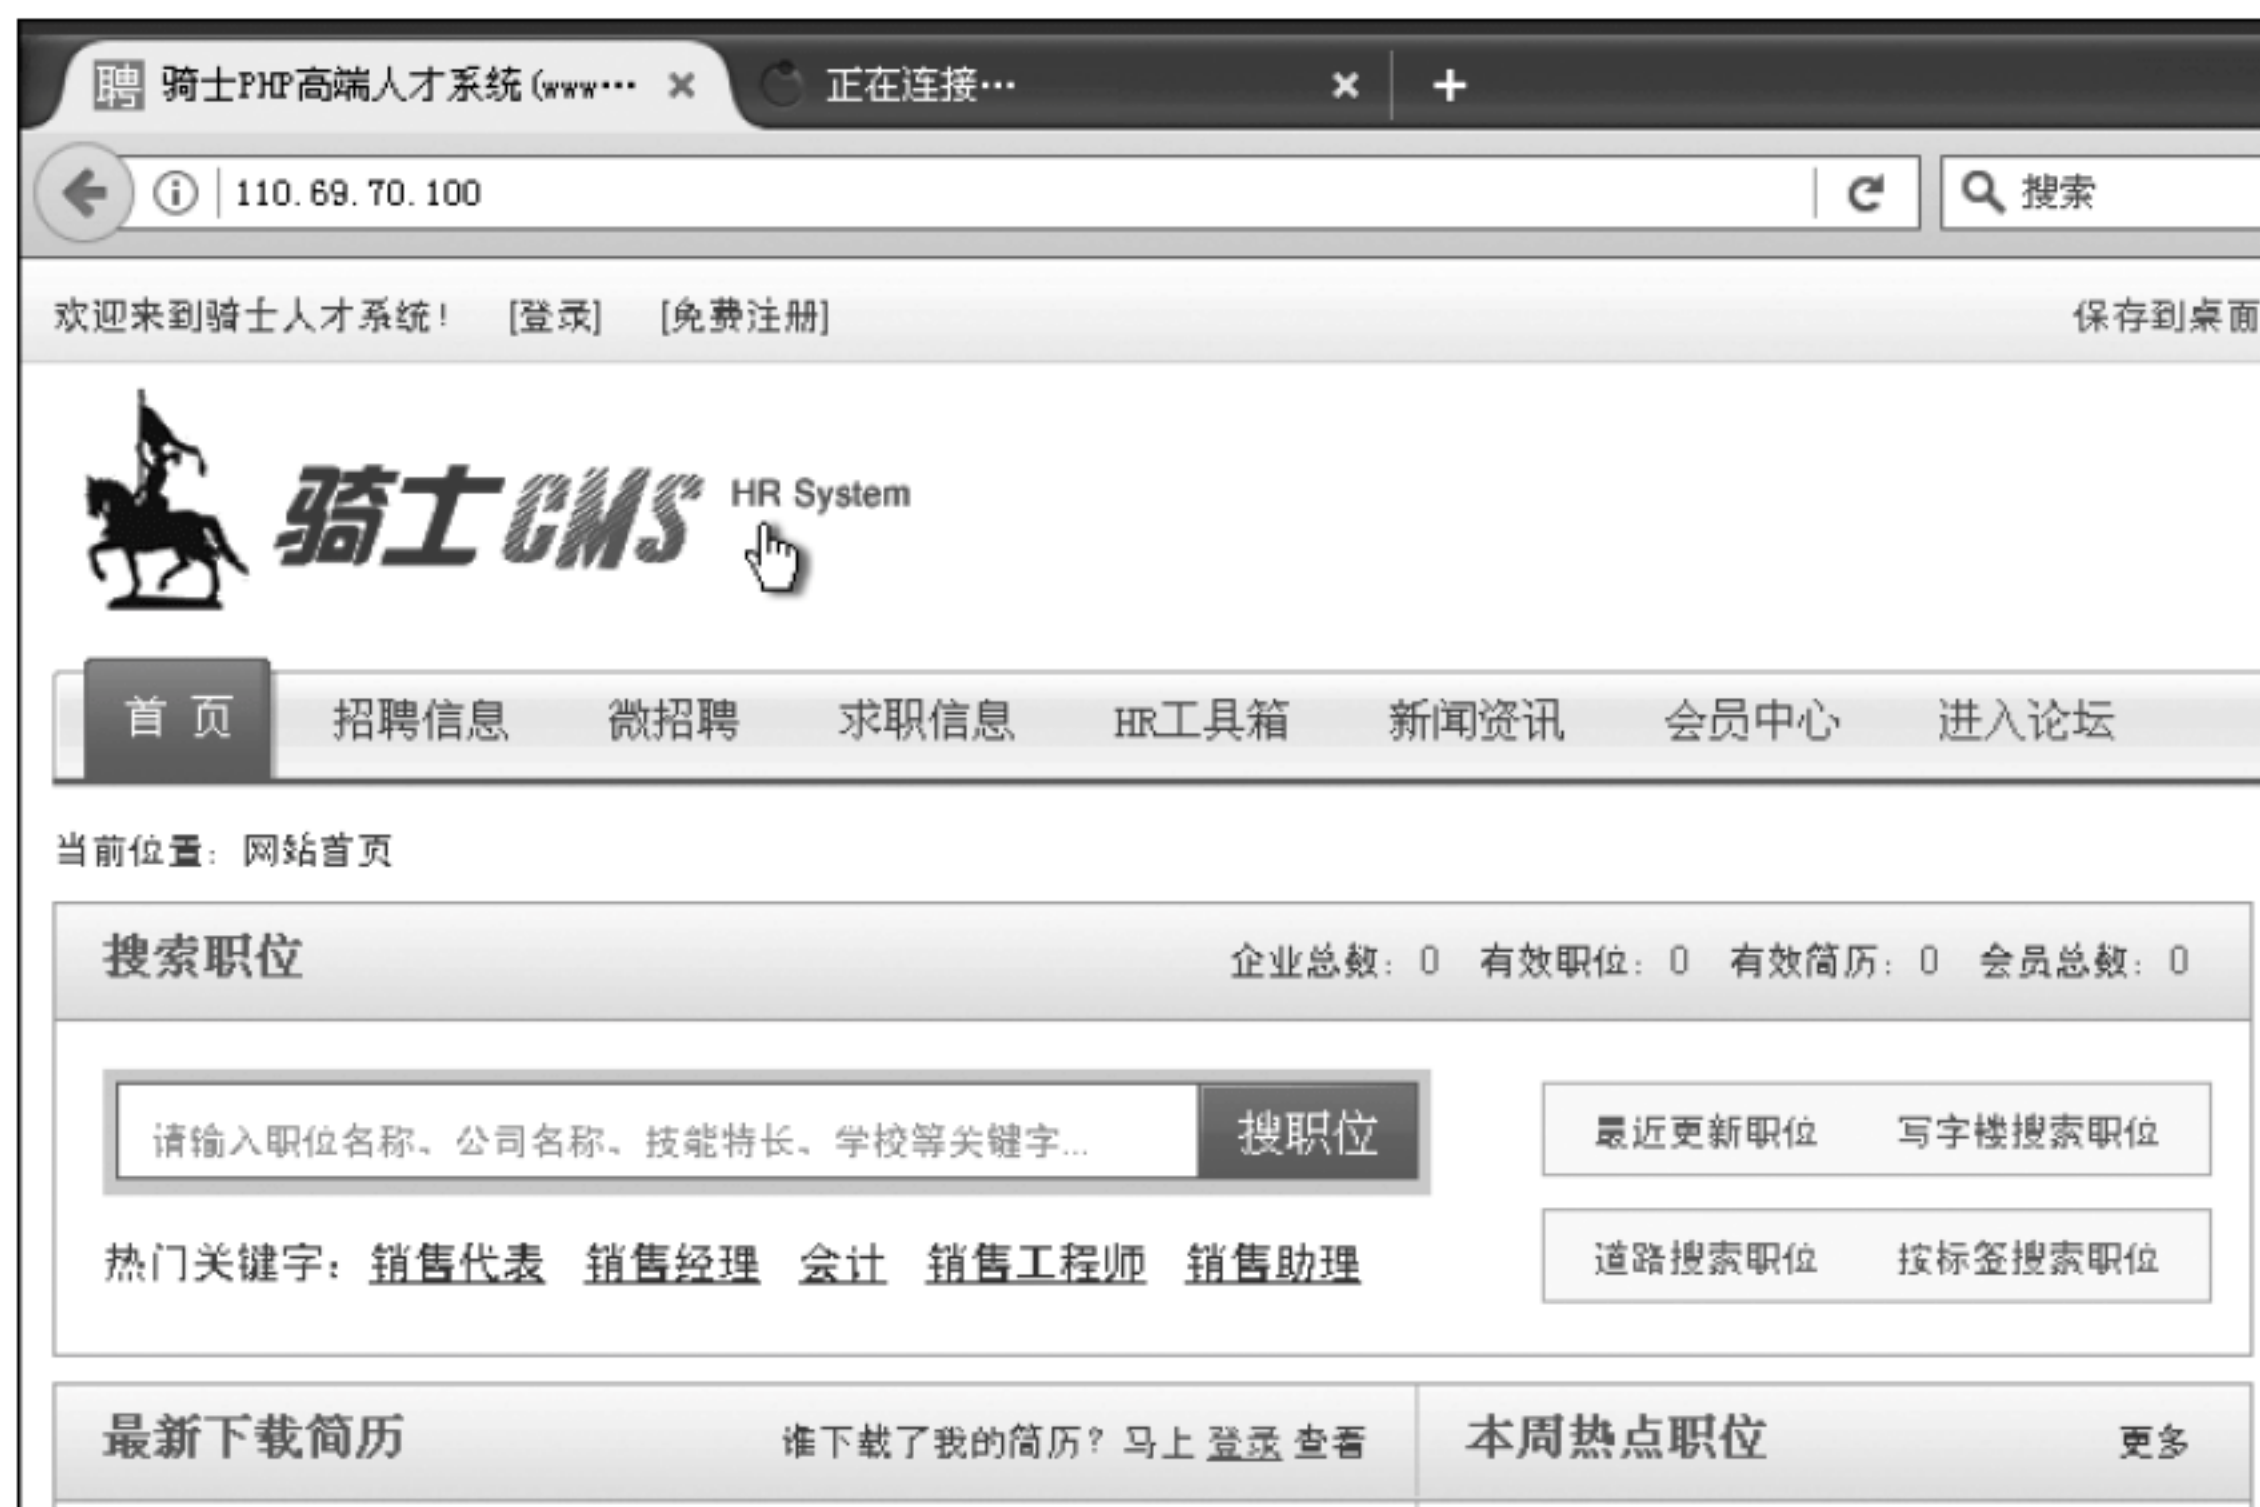 聘 骑士PHP高端人才系统(www… × 正在连接… × +
110.69.70.100 搜索
欢迎来到骑士人才系统! [登录] [免费注册] 保存到桌面
骑士CMS HR System
首 页 招聘信息 微招聘 求职信息 HR工具箱 新闻资讯 会员中心 进入论坛
当前位置: 网站首页
搜索职位 企业总数: 0 有效职位: 0 有效简历: 0 会员总数: 0
请输入职位名称、公司名称、技能特长、学校等关键字... 搜职位 最近更新职位 写字楼搜索职位
热门关键字: 销售代表 销售经理 会计 销售工程师 销售助理 道路搜索职位 按标签搜索职位
最新下载简历 谁下载了我的简历? 马上 登录 查看 本周热点职位 更多